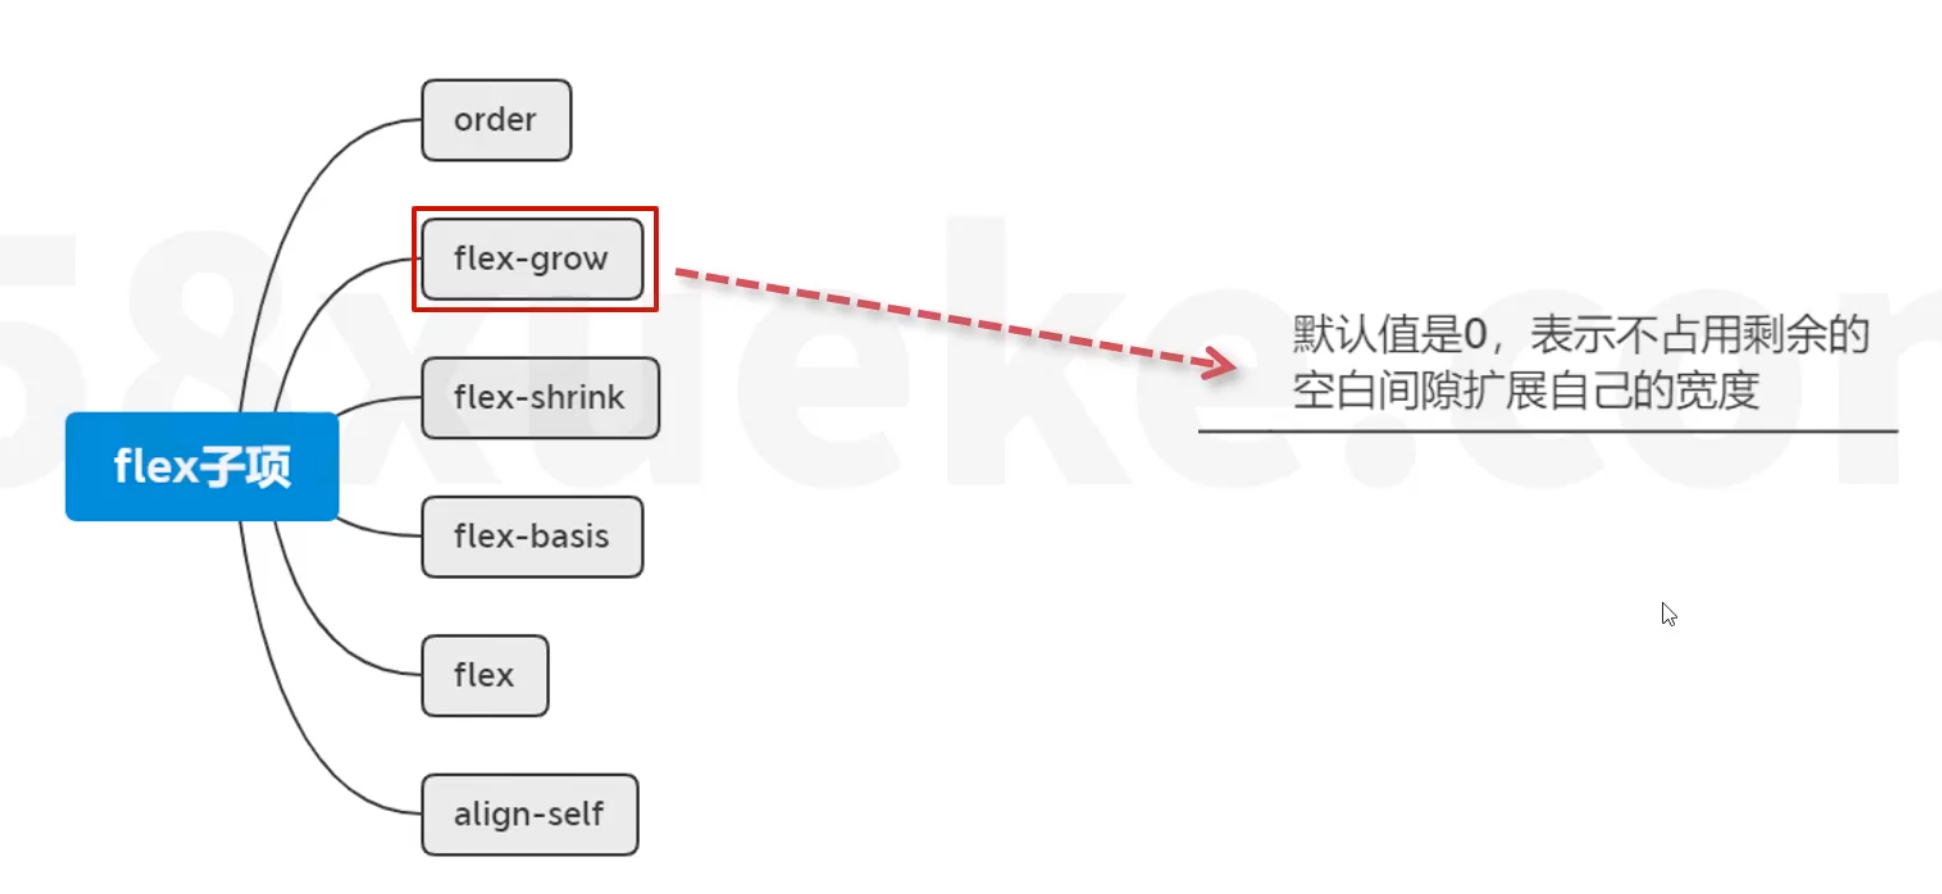 order
flex-grow
flex-shrink
flex子项
flex-basis
flex
align-self
默认值是0，表示不占用剩余的
空白间隙扩展自己的宽度
58xueke.com